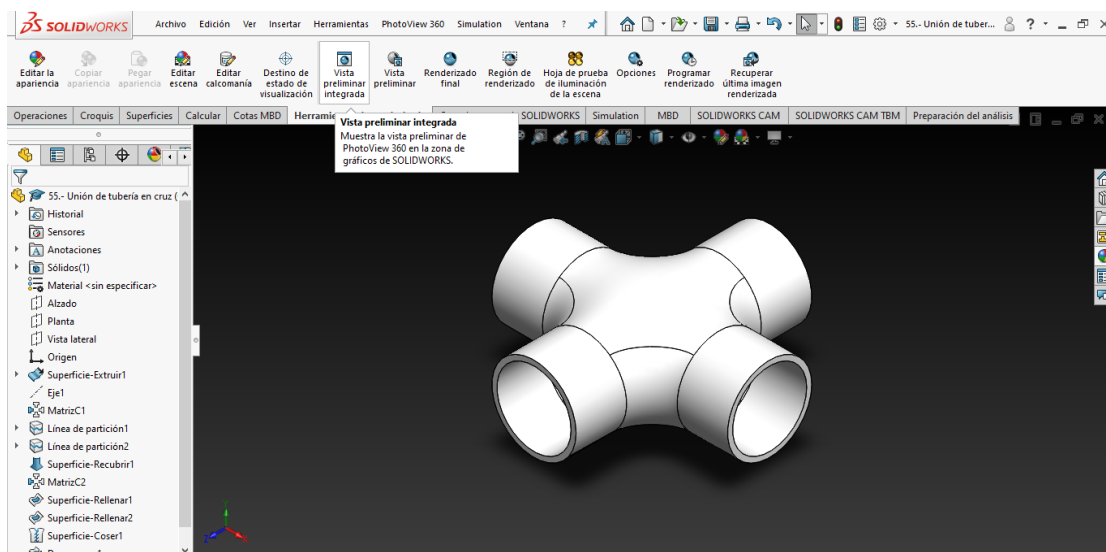 SOLIDWORKS
Archivo Edición Ver Insertar Herramientas PhotoView 360 Simulation Ventana ?
55.- Unión de tuber... ?
Editar la apariencia
Copiar apariencia
Pegar apariencia
Editar escena
Editar calcomanía
Destino de estado de visualización
Vista preliminar integrada
Vista preliminar
Renderizado final
Región de renderizado
Hoja de prueba de iluminación de la escena
Opciones
Programar renderizado
Recuperar última imagen renderizada
Operaciones Croquis Superficies Calcular Cotas MBD SOLIDWORKS Simulation MBD SOLIDWORKS CAM SOLIDWORKS CAM TBM Preparación del análisis
Vista preliminar integrada
Muestra la vista preliminar de
PhotoView 360 en la zona de
gráficos de SOLIDWORKS.
55.- Unión de tubería en cruz (
Historial
Sensores
Anotaciones
Sólidos(1)
Material <sin especificar>
Alzado
Planta
Vista lateral
Origen
Superficie-Extruir1
Eje1
MatrizC1
Línea de partición1
Línea de partición2
Superficie-Recubrir1
MatrizC2
Superficie-Rellenar1
Superficie-Rellenar2
Superficie-Coser1